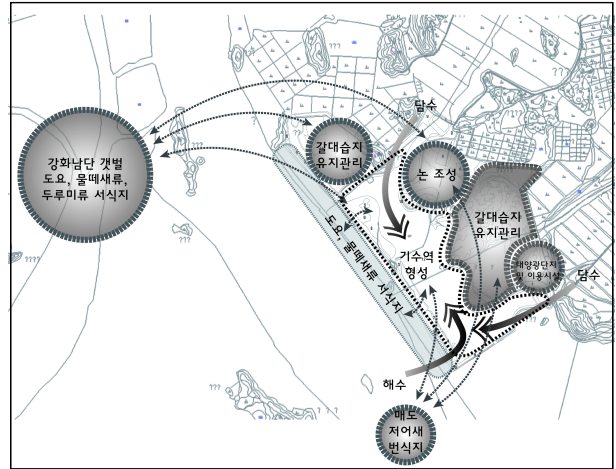 ???
???
???
담수
강화남단 갯벌
도요, 물떼새류,
두루미류 서식지
갈대습지
유지관리
논 조성
갈대습지
유지관리
도요, 물떼새류 서식지
기수역
형성
태양광단지
및 이용시설
담수
???
???
???
해수
???
매도
저어새
번식지